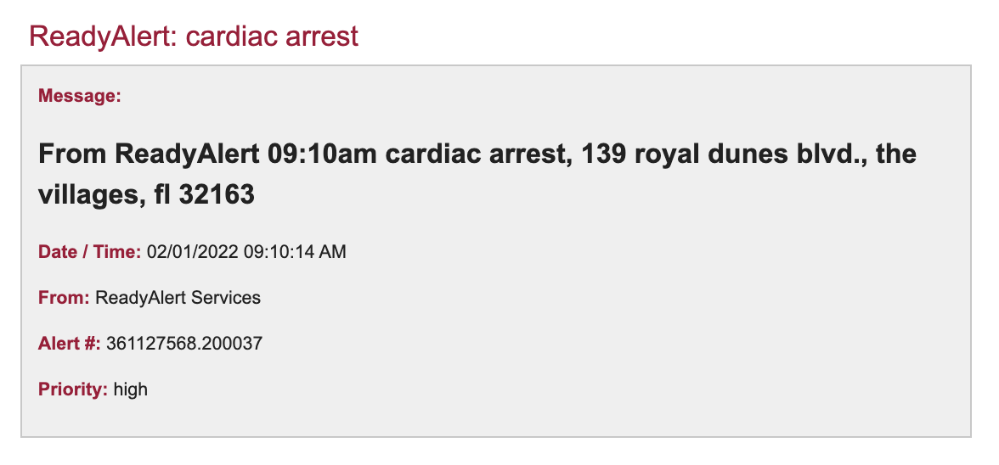 ReadyAlert: cardiac arrest
Message:
From ReadyAlert 09:10am cardiac arrest, 139 royal dunes blvd., the
villages, fl 32163
Date / Time: 02/01/2022 09:10:14 AM
From: ReadyAlert Services
Alert #: 361127568.200037
Priority: high